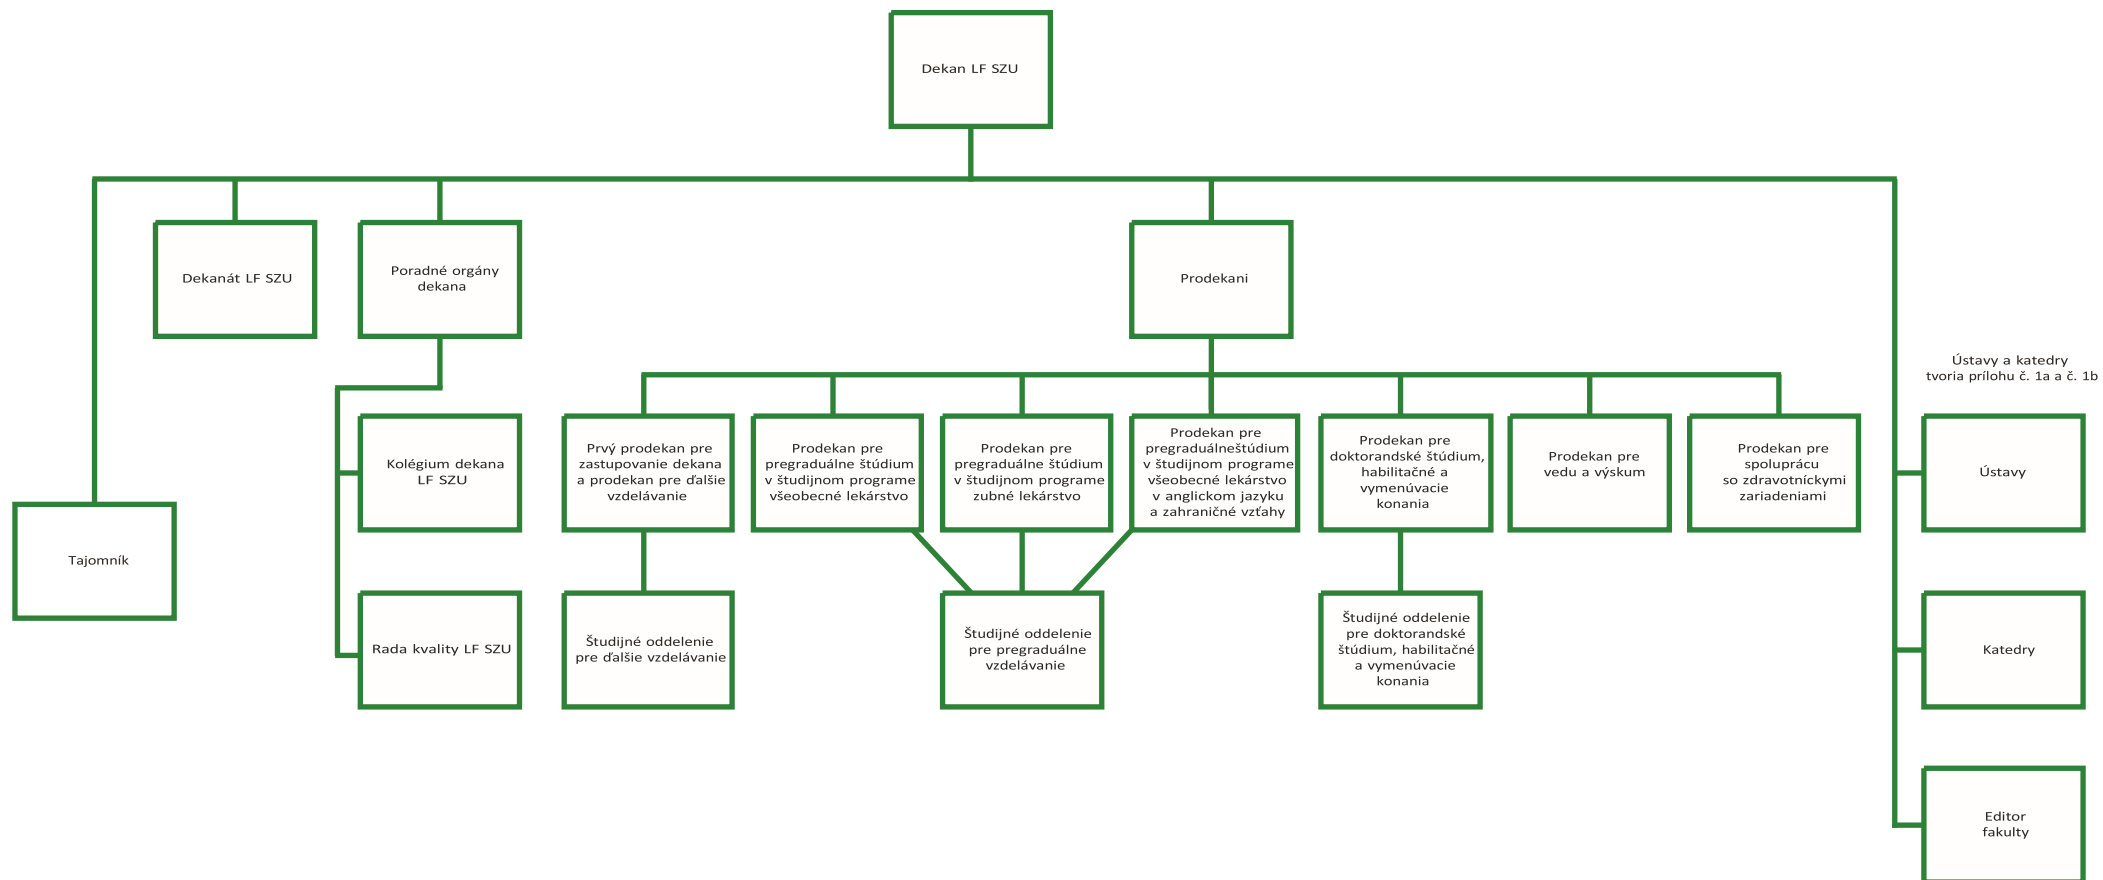 Dekan LF SZU
Dekanát LF SZU
Poradné orgány
dekana
Prodekani
Ústavy a katedry
tvoria prílohu č. 1a a č. 1b
Kolégium dekana
LF SZU
Prvý prodekan pre
zastupovanie dekana
a prodekan pre ďalšie
vzdelávanie
Prodekan pre
pregraduálne štúdium
v študijnom programe
všeobecné lekárstvo
Prodekan pre
pregraduálne štúdium
v študijnom programe
zubné lekárstvo
Prodekan pre
pregraduálneštúdium
v študijnom programe
všeobecné lekárstvo
v anglickom jazyku
a zahraničné vzťahy
Prodekan pre
doktorandské štúdium,
habilitačné a
vymenúvacie
konania
Prodekan pre
vedu a výskum
Prodekan pre
spoluprácu
so zdravotníckymi
zariadeniami
Ústavy
Tajomník
Rada kvality LF SZU
Študijné oddelenie
pre ďalšie vzdelávanie
Študijné oddelenie
pre pregraduálne
vzdelávanie
Študijné oddelenie
pre doktorandské
štúdium, habilitačné
a vymenúvacie
konania
Katedry
Editor
fakulty